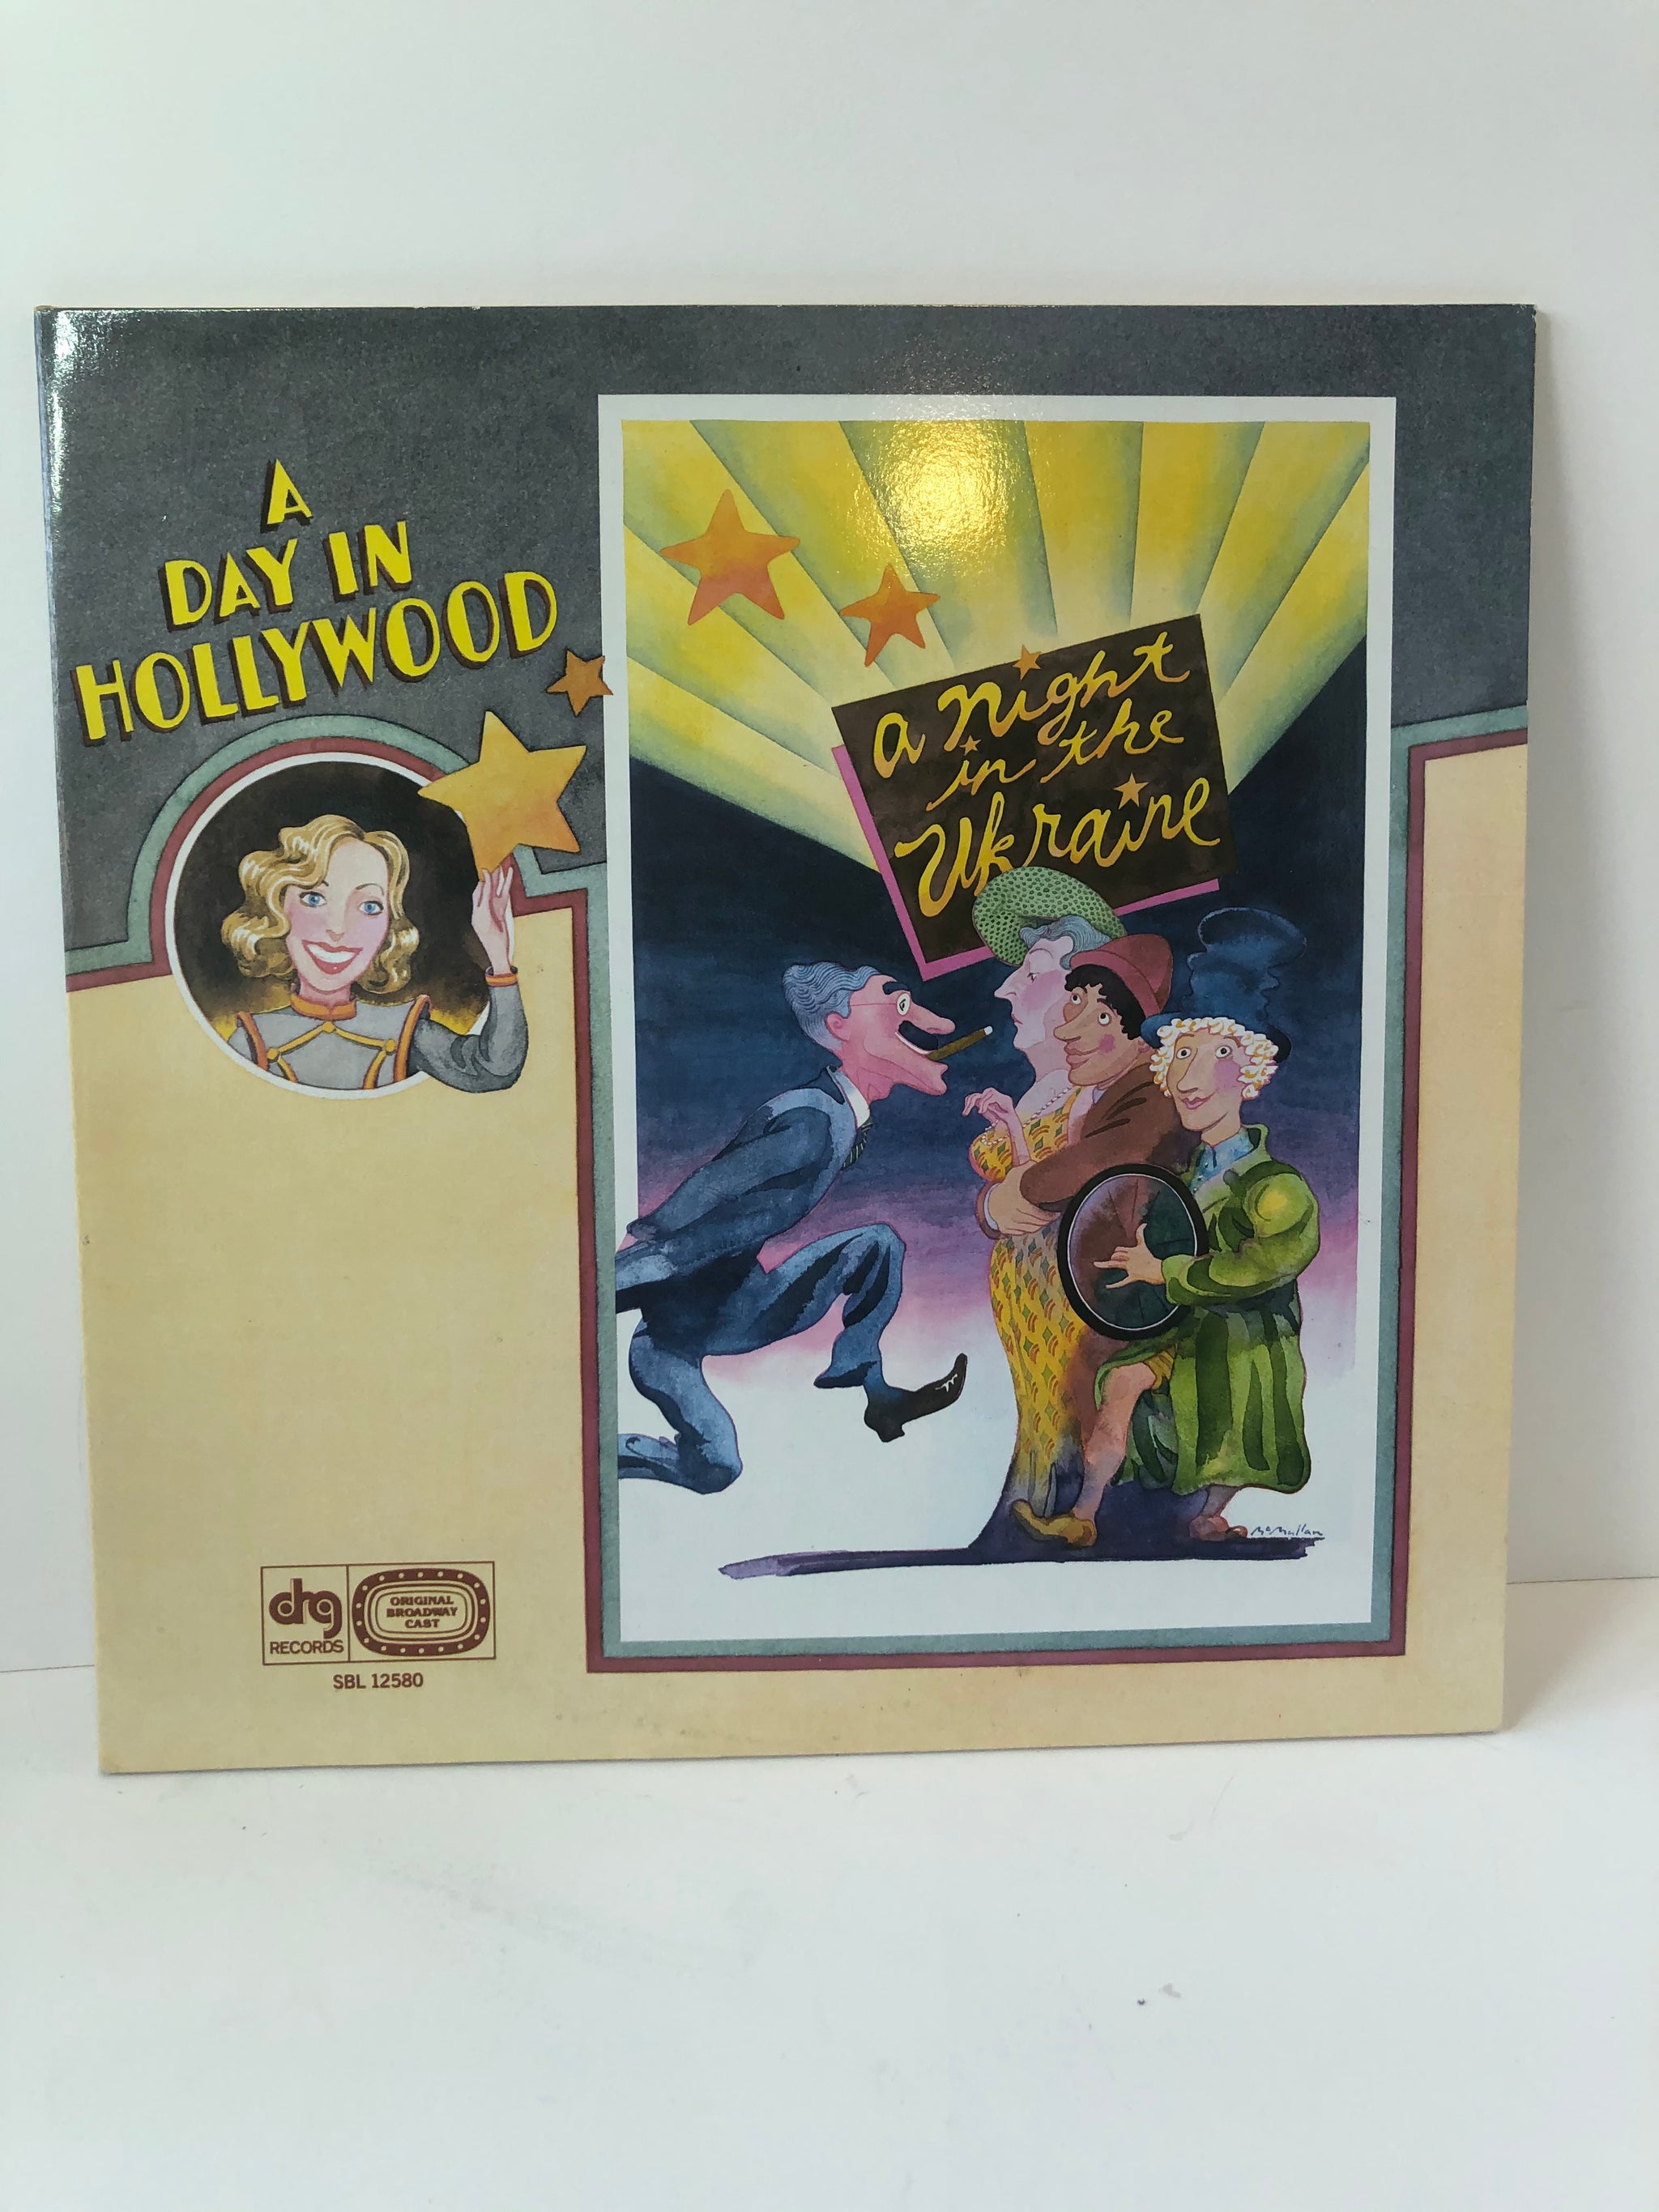 A
DAY IN
HOLLYWOOD
a Night
in the
Ukraine
McMullan
drg
RECORDS
ORIGINAL
BROADWAY
CAST
SBL 12580